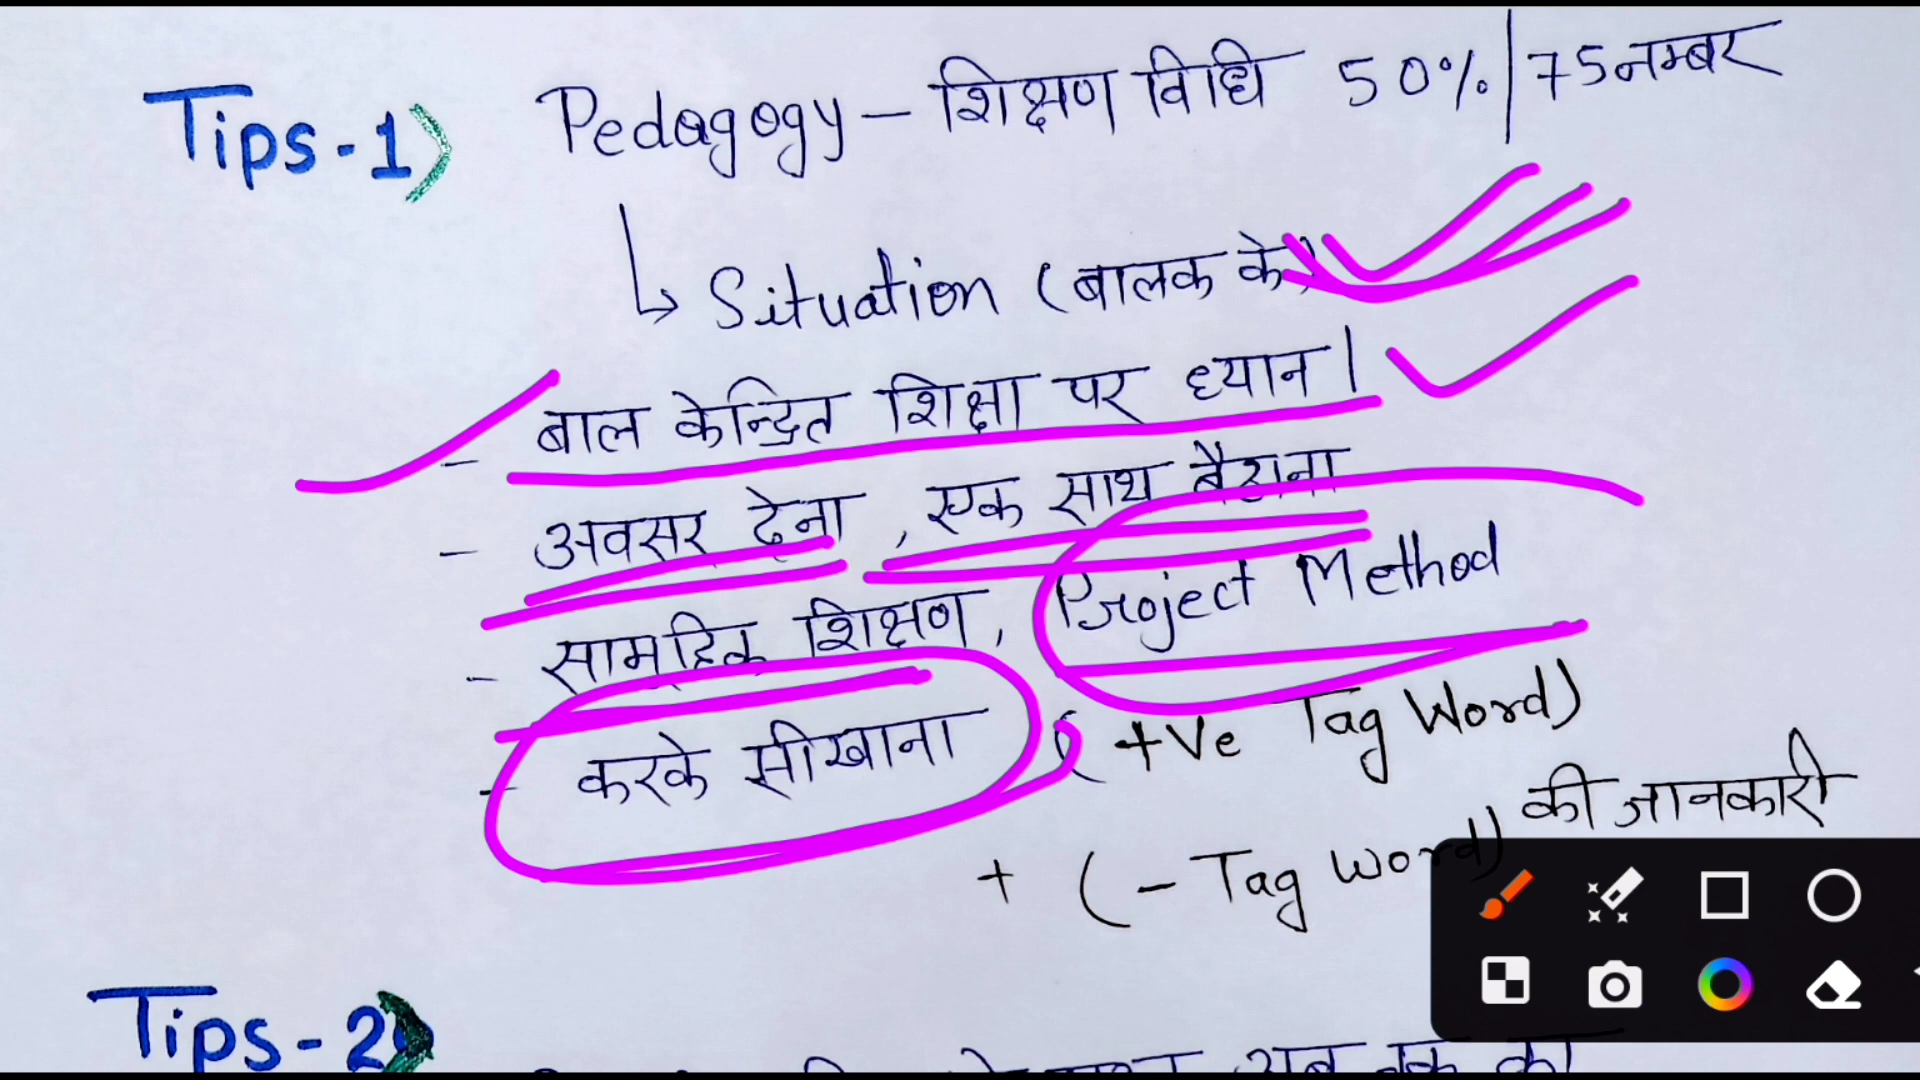 Tips-1> Pedagogy – शिक्षण विधि 50% | 75 नम्बर
↳ Situation (बालक के)
- बाल केन्द्रित शिक्षा पर ध्यान।
- अवसर देना, एक साथ बैठाना
- सामूहिक शिक्षण, Project Method
- करके सीखाना (+Ve Tag Word)
की जानकारी
+ (- Tag Word)
Tips-2>